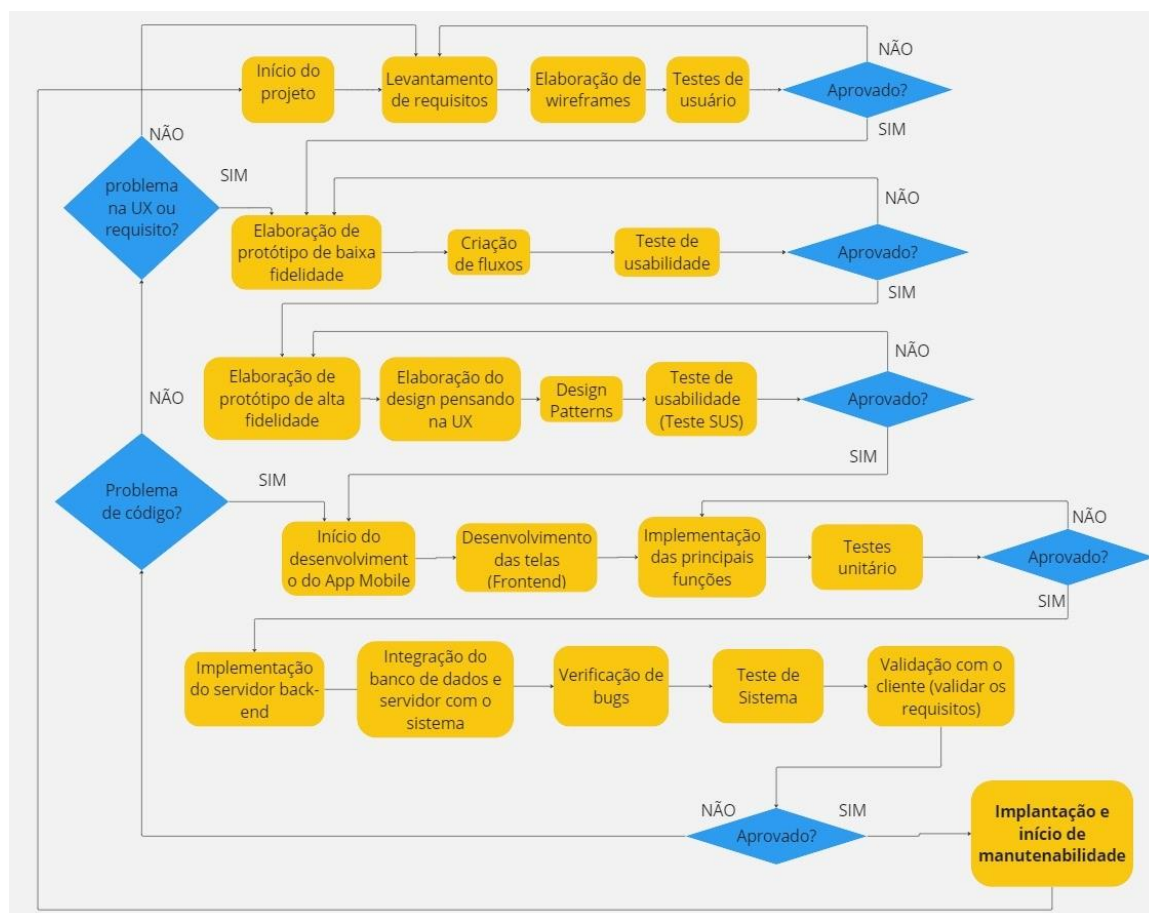 NÃO
Início do
projeto
Levantamento
de requisitos
Elaboração de
wireframes
Testes de
usuário
Aprovado?
SIM
NÃO
problema
na UX ou
requisito?
SIM
Elaboração de
protótipo de baixa
fidelidade
Criação
de fluxos
Teste de
usabilidade
NÃO
Aprovado?
SIM
Elaboração de
protótipo de alta
fidelidade
Elaboração do
design pensando
na UX
Design
Patterns
Teste de
usabilidade
(Teste SUS)
NÃO
Aprovado?
SIM
NÃO
Problema
de código?
SIM
Início do
desenvolviment
o do App Mobile
Desenvolvimento
das telas
(Frontend)
Implementação
das principais
funções
Testes
unitário
NÃO
Aprovado?
SIM
Implementação
do servidor back-
end
Integração do
banco de dados e
servidor com o
sistema
Verificação de
bugs
Teste de
Sistema
Validação com o
cliente (validar os
requisitos)
NÃO
Aprovado?
SIM
Implantação e
início de
manutenabilidade